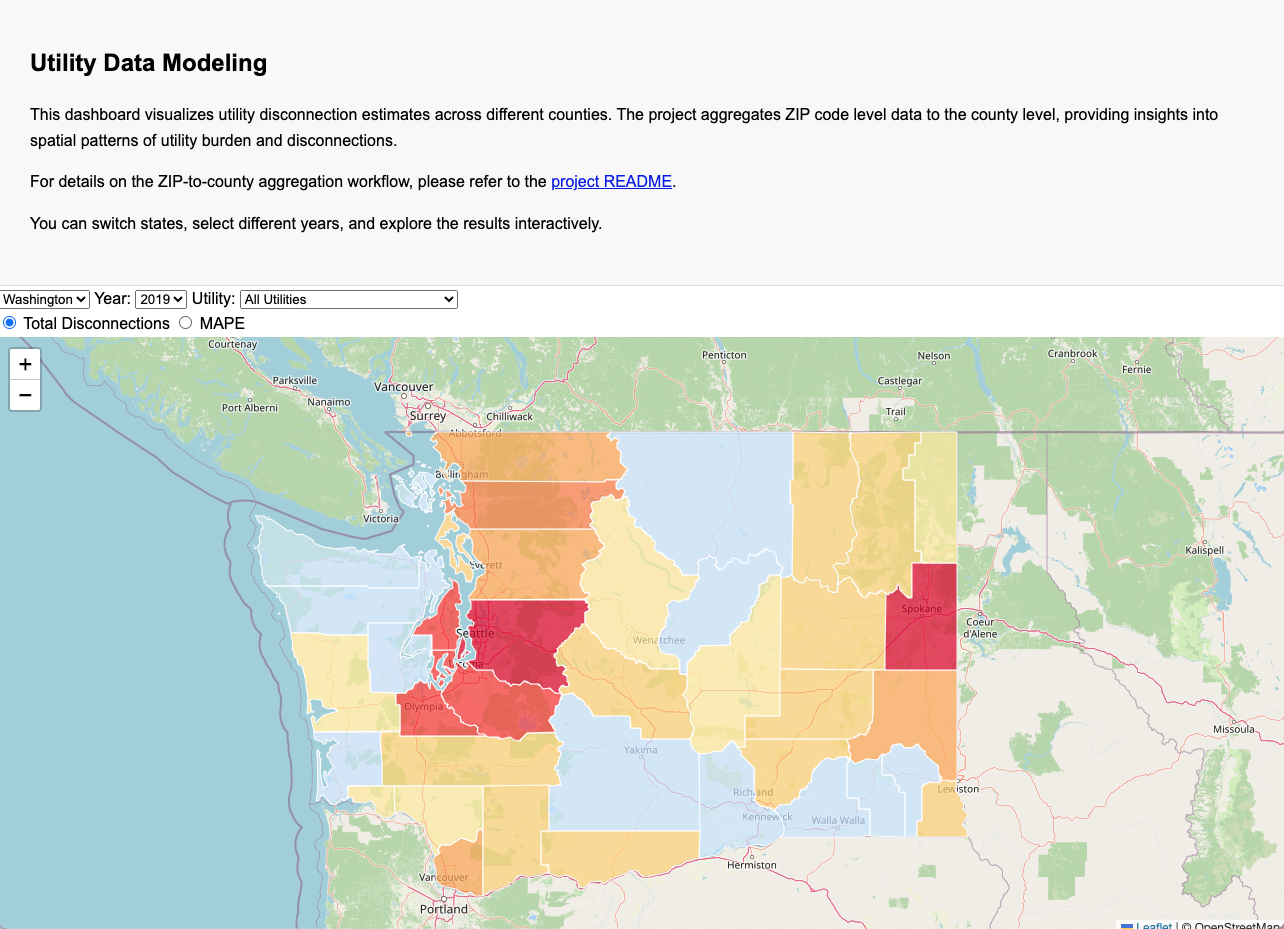 Utility Data Modeling
This dashboard visualizes utility disconnection estimates across different counties. The project aggregates ZIP code level data to the county level, providing insights into
spatial patterns of utility burden and disconnections.
For details on the ZIP-to-county aggregation workflow, please refer to the project README.
You can switch states, select different years, and explore the results interactively.
Washington Year: 2019 Utility: All Utilities
Total Disconnections MAPE
+
−
Courtenay
Parksville
Nanaimo
Port Alberni
Vancouver
Surrey
Chilliwack
Abbotsford
Penticton
Nelson
Castlegar
Trail
Cranbrook
Fernie
Bellingham
Victoria
Everett
Kalispell
Spokane
Coeur
d'Alene
Seattle
Wenatchee
Tacoma
Olympia
Missoula
Yakima
Richland
Kennewick
Walla Walla
Lewiston
Hermiston
Vancouver
Portland
Leaflet | © OpenStreetMap